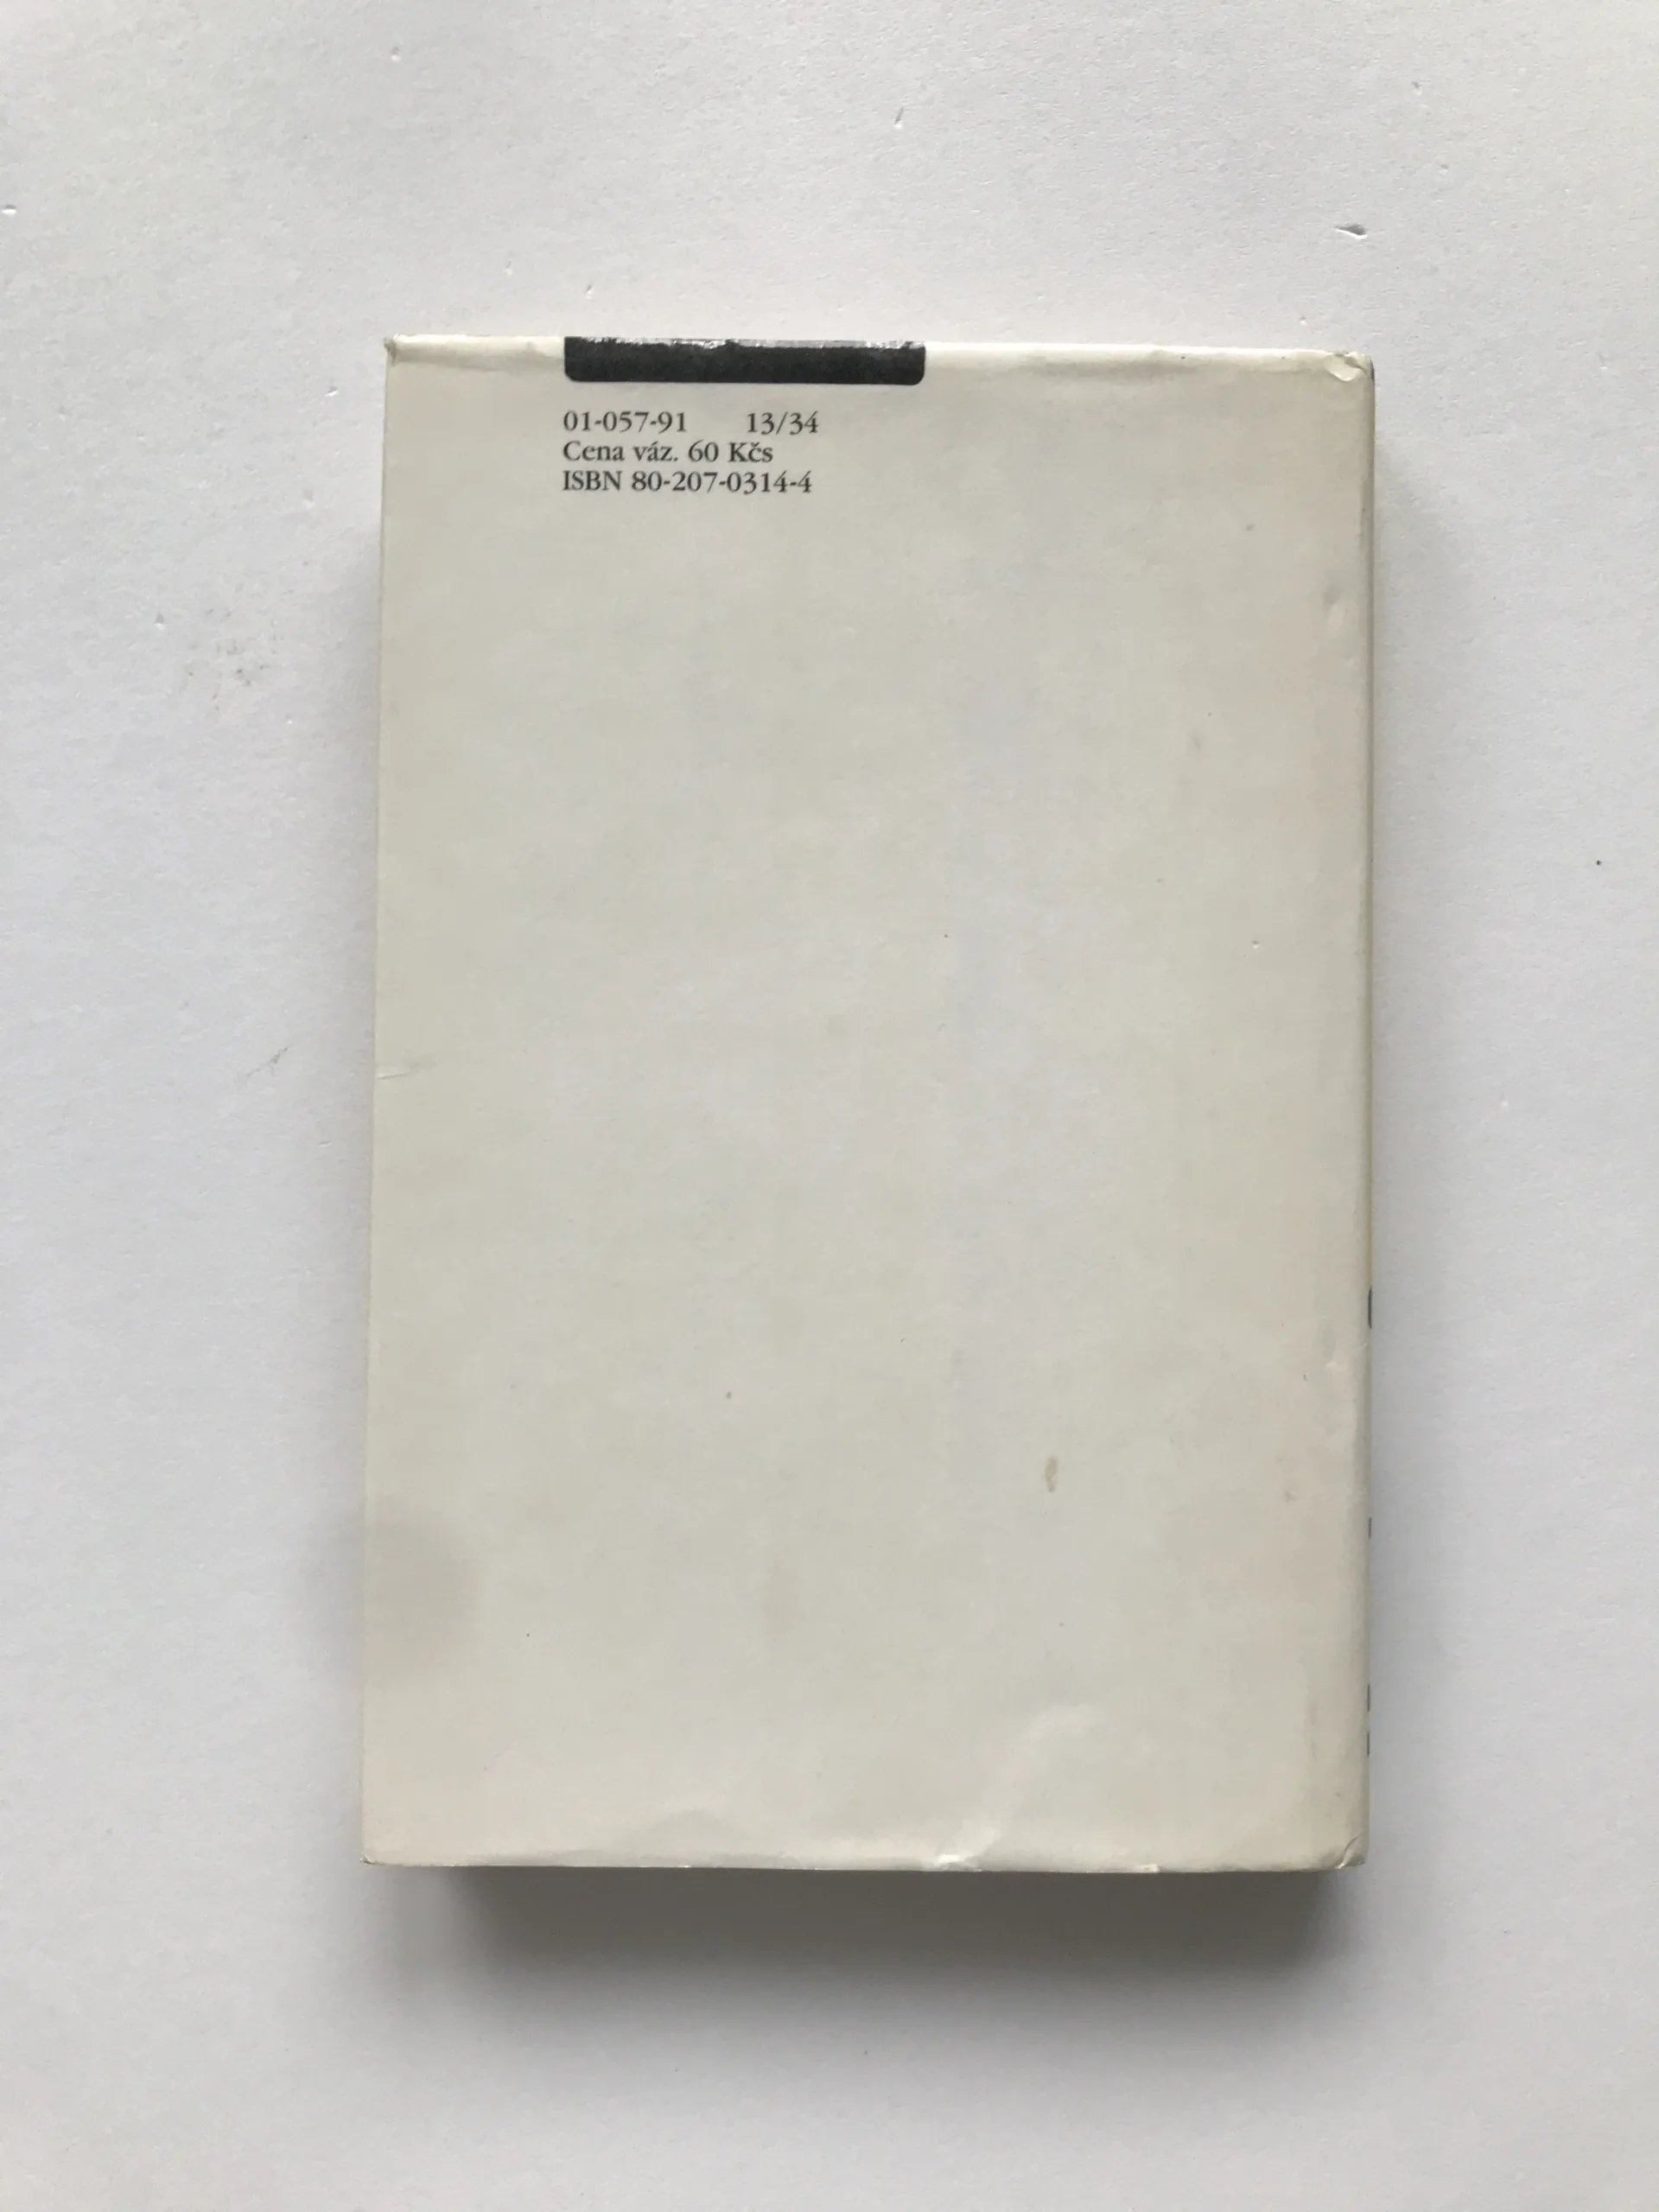 01-057-91 13/34
Cena váz. 60 Kčs
ISBN 80-207-0314-4